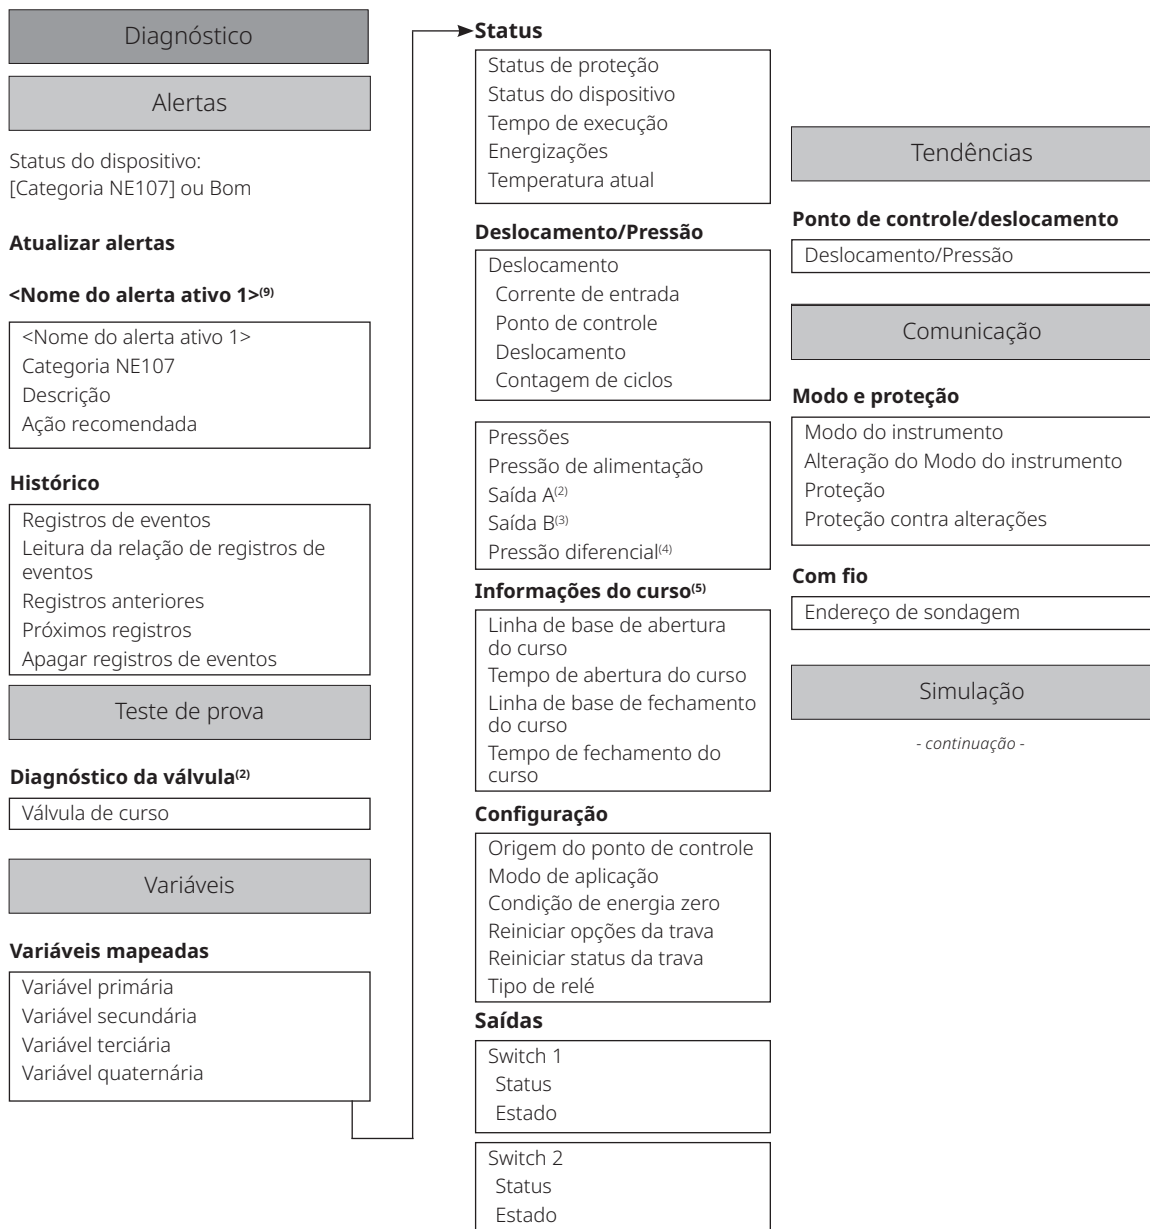 Diagnóstico
Alertas
Status do dispositivo:
[Categoria NE107] ou Bom
Atualizar alertas
<Nome do alerta ativo 1>(9)
<Nome do alerta ativo 1>
Categoria NE107
Descrição
Ação recomendada
Histórico
Registros de eventos
Leitura da relação de registros de
eventos
Registros anteriores
Próximos registros
Apagar registros de eventos
Teste de prova
Diagnóstico da válvula(2)
Válvula de curso
Variáveis
Variáveis mapeadas
Variável primária
Variável secundária
Variável terciária
Variável quaternária
Status
Status de proteção
Status do dispositivo
Tempo de execução
Energizações
Temperatura atual
Deslocamento/Pressão
Deslocamento
Corrente de entrada
Ponto de controle
Deslocamento
Contagem de ciclos
Pressões
Pressão de alimentação
Saída A(2)
Saída B(3)
Pressão diferencial(4)
Informações do curso(5)
Linha de base de abertura
do curso
Tempo de abertura do curso
Linha de base de fechamento
do curso
Tempo de fechamento do
curso
Configuração
Origem do ponto de controle
Modo de aplicação
Condição de energia zero
Reiniciar opções da trava
Reiniciar status da trava
Tipo de relé
Saídas
Switch 1
Status
Estado
Switch 2
Status
Estado
Tendências
Ponto de controle/deslocamento
Deslocamento/Pressão
Comunicação
Modo e proteção
Modo do instrumento
Alteração do Modo do instrumento
Proteção
Proteção contra alterações
Com fio
Endereço de sondagem
Simulação
- continuação -